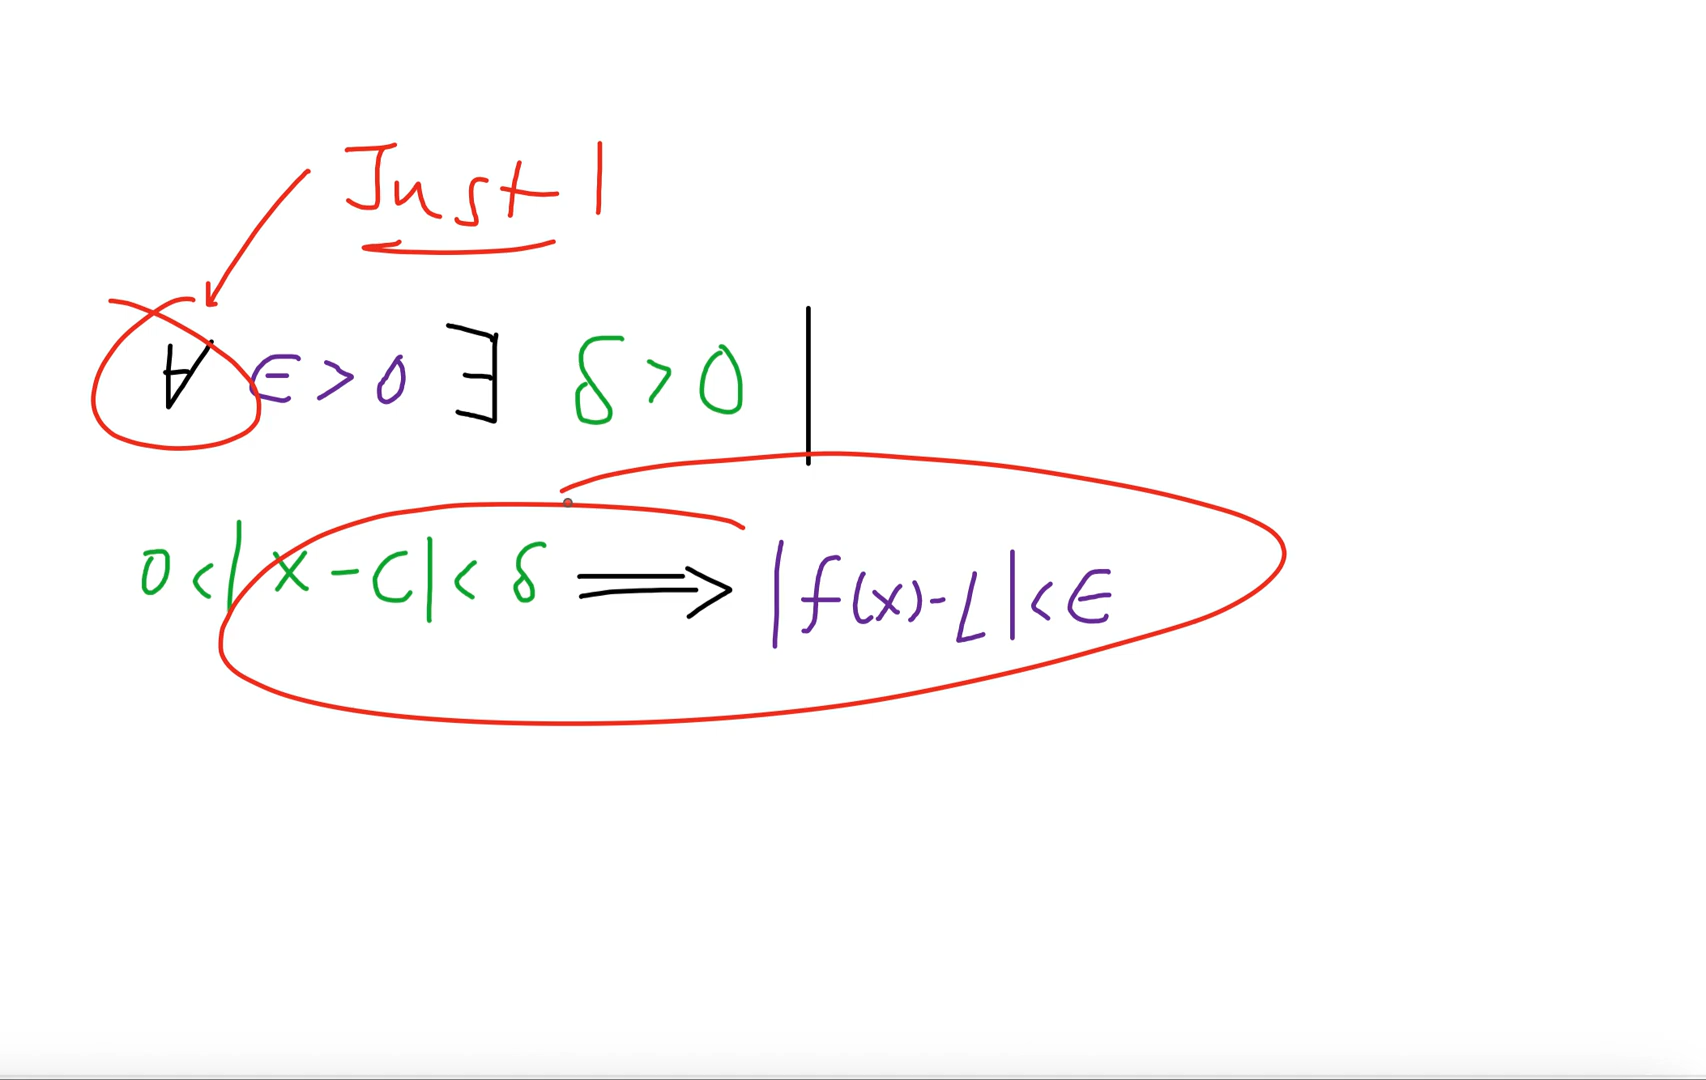 Just 1
∀ ϵ > 0 ∃ δ > 0 |
0 < |x - c| < δ ⟹ |f(x) - L| < ϵ